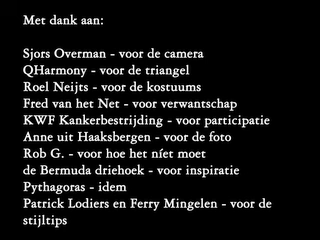 Met dank aan:
Sjors Overman - voor de camera
QHarmony - voor de triangel
Roel Neijts - voor de kostuums
Fred van het Net - voor verwantschap
KWF Kankerbestrijding - voor participatie
Anne uit Haaksbergen - voor de foto
Rob G. - voor hoe het níet moet
de Bermuda driehoek - voor inspiratie
Pythagoras - idem
Patrick Lodiers en Ferry Mingelen - voor de
stijltips